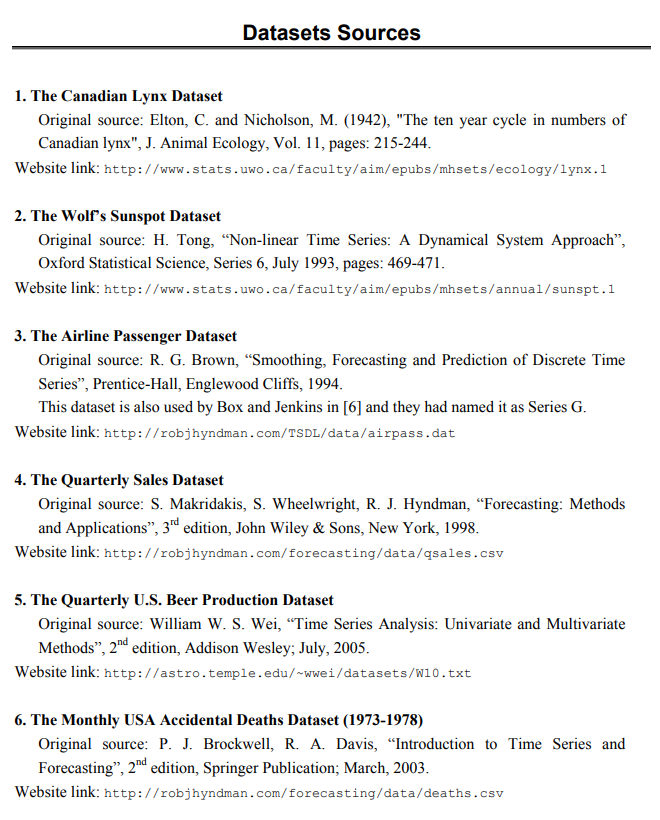 Datasets Sources
1. The Canadian Lynx Dataset
Original source: Elton, C. and Nicholson, M. (1942), "The ten year cycle in numbers of
Canadian lynx", J. Animal Ecology, Vol. 11, pages: 215-244.
Website link: http://www.stats.uwo.ca/faculty/aim/epubs/mhsets/ecology/lynx.1
2. The Wolf’s Sunspot Dataset
Original source: H. Tong, “Non-linear Time Series: A Dynamical System Approach”,
Oxford Statistical Science, Series 6, July 1993, pages: 469-471.
Website link: http://www.stats.uwo.ca/faculty/aim/epubs/mhsets/annual/sunspt.1
3. The Airline Passenger Dataset
Original source: R. G. Brown, “Smoothing, Forecasting and Prediction of Discrete Time
Series”, Prentice-Hall, Englewood Cliffs, 1994.
This dataset is also used by Box and Jenkins in [6] and they had named it as Series G.
Website link: http://robjhyndman.com/TSDL/data/airpass.dat
4. The Quarterly Sales Dataset
Original source: S. Makridakis, S. Wheelwright, R. J. Hyndman, “Forecasting: Methods
and Applications”, 3rd edition, John Wiley & Sons, New York, 1998.
Website link: http://robjhyndman.com/forecasting/data/qsales.csv
5. The Quarterly U.S. Beer Production Dataset
Original source: William W. S. Wei, “Time Series Analysis: Univariate and Multivariate
Methods”, 2nd edition, Addison Wesley; July, 2005.
Website link: http://astro.temple.edu/~wwei/datasets/W10.txt
6. The Monthly USA Accidental Deaths Dataset (1973-1978)
Original source: P. J. Brockwell, R. A. Davis, “Introduction to Time Series and
Forecasting”, 2nd edition, Springer Publication; March, 2003.
Website link: http://robjhyndman.com/forecasting/data/deaths.csv